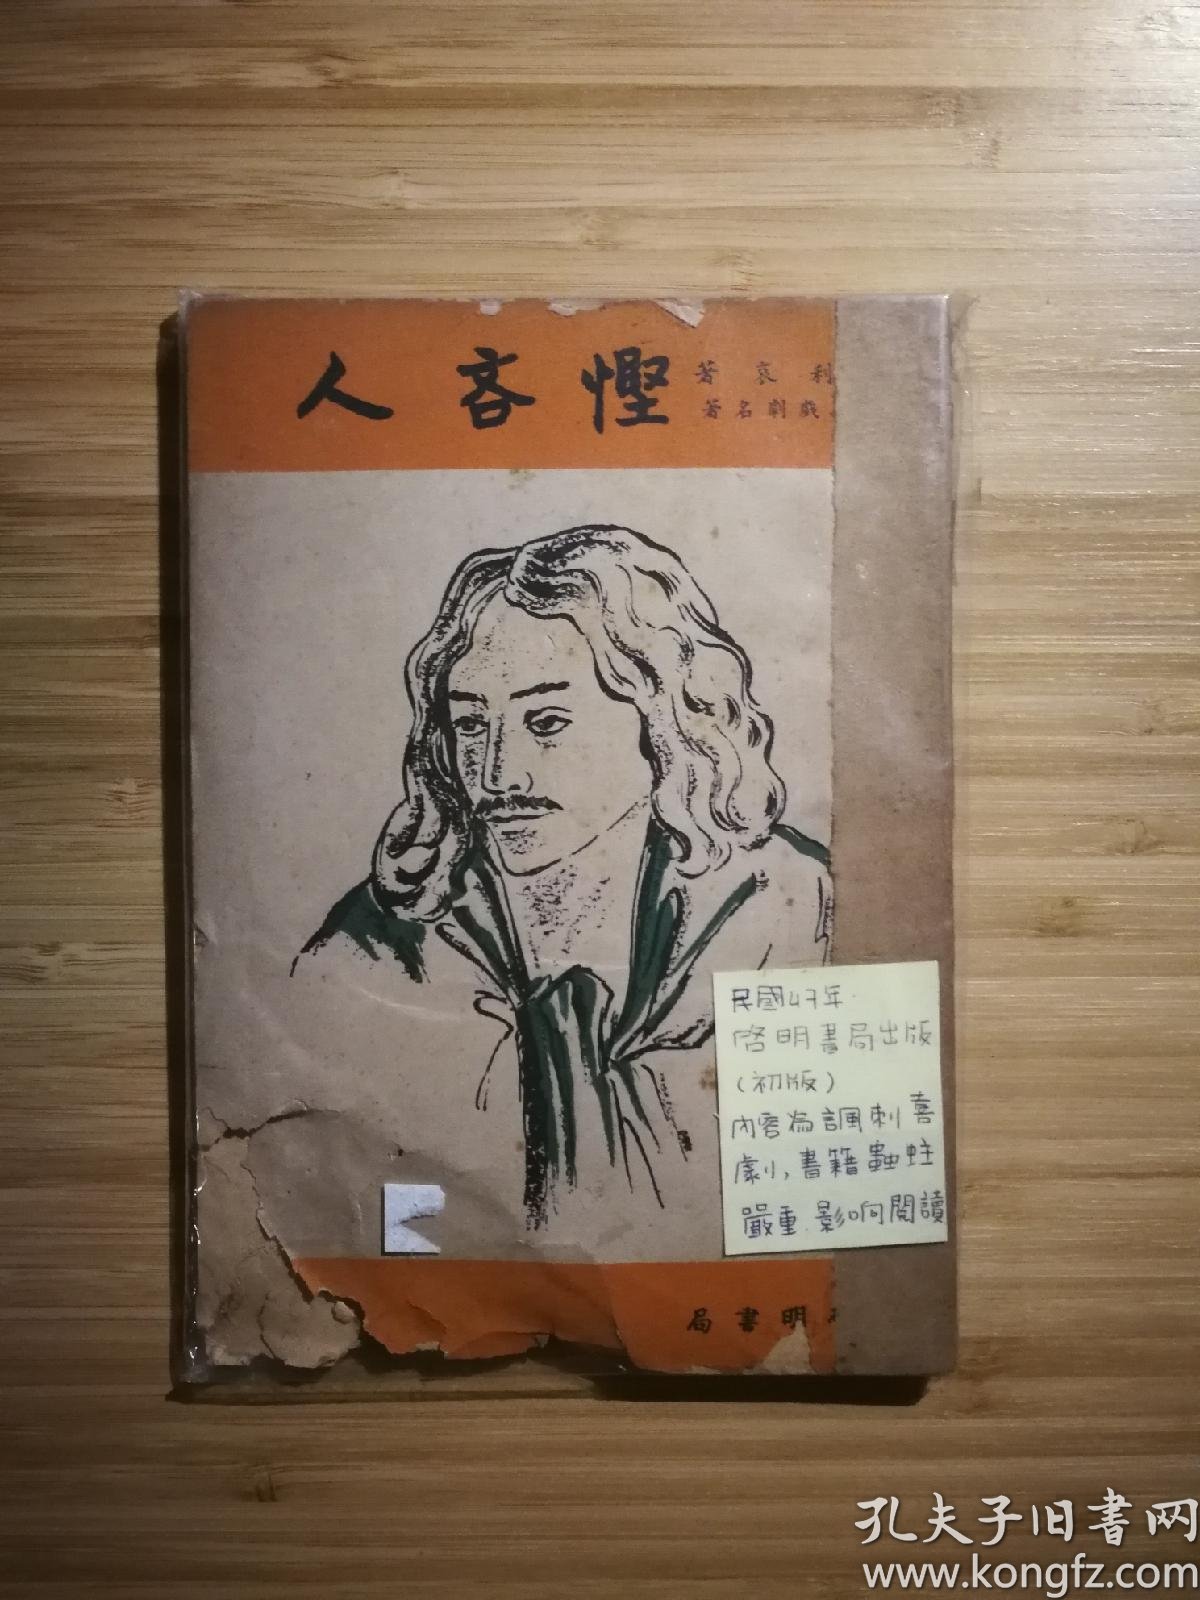 人吝慳
著哀利
著名劇戲
民國47年.
啓明書局出版
(初版)
內容為諷刺喜
劇,書籍蟲蛀
嚴重.影响閱讀
局書明
孔夫子旧书网
www.kongfz.com